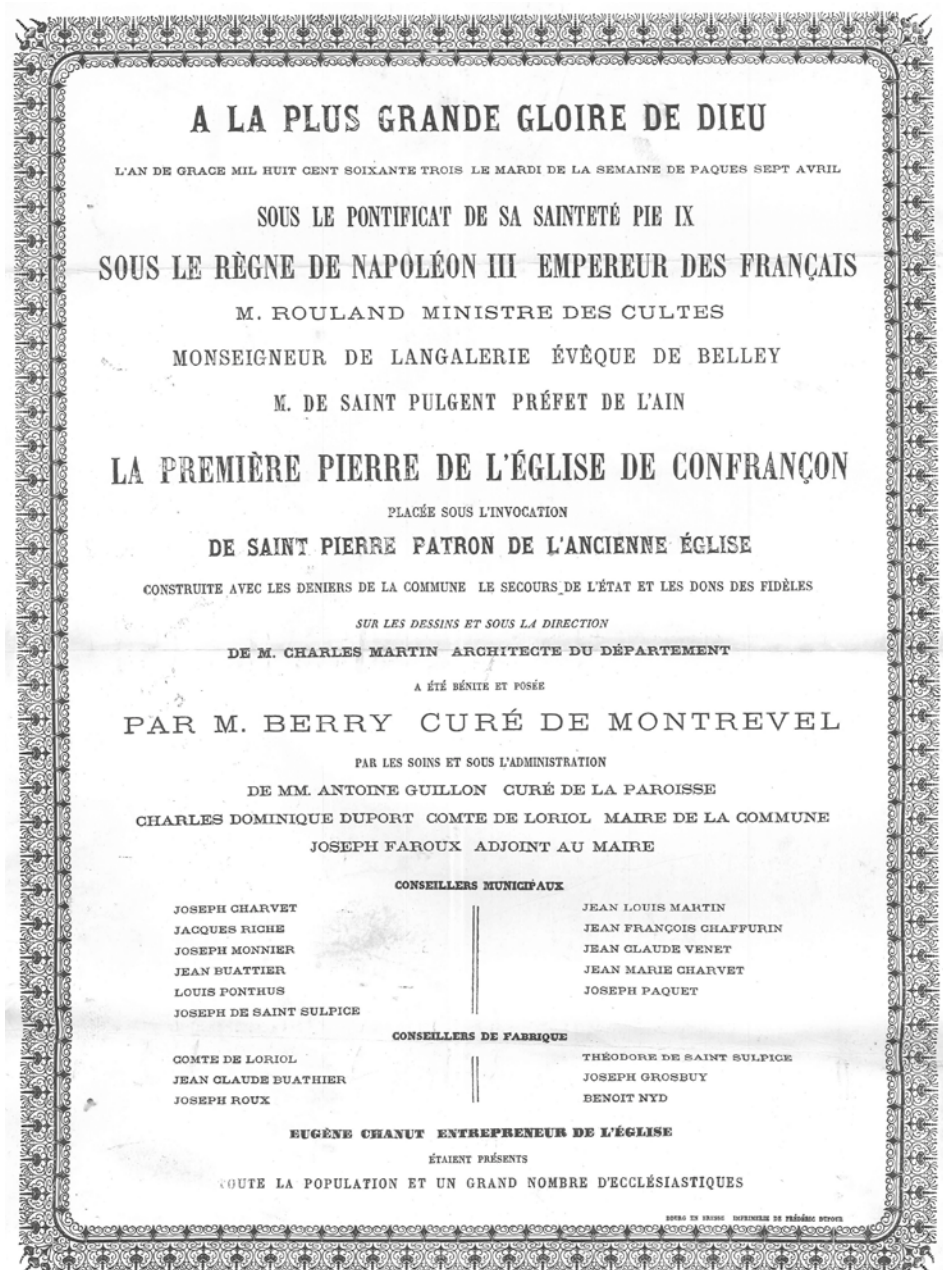 A LA PLUS GRANDE GLOIRE DE DIEU
L'AN DE GRACE MIL HUIT CENT SOIXANTE TROIS LE MARDI DE LA SEMAINE DE PAQUES SEPT AVRIL
SOUS LE PONTIFICAT DE SA SAINTETÉ PIE IX
SOUS LE RÈGNE DE NAPOLÉON III EMPEREUR DES FRANÇAIS
M. ROULAND MINISTRE DES CULTES
MONSEIGNEUR DE LANGALERIE ÉVÊQUE DE BELLEY
M. DE SAINT PULGENT PRÉFET DE L'AIN
LA PREMIÈRE PIERRE DE L'ÉGLISE DE CONFRANÇON
PLACÉE SOUS L'INVOCATION
DE SAINT PIERRE PATRON DE L'ANCIENNE ÉGLISE
CONSTRUITE AVEC LES DENIERS DE LA COMMUNE LE SECOURS DE L'ÉTAT ET LES DONS DES FIDÈLES
SUR LES DESSINS ET SOUS LA DIRECTION
DE M. CHARLES MARTIN ARCHITECTE DU DÉPARTEMENT
A ÉTÉ BÉNITE ET POSÉE
PAR M. BERRY CURÉ DE MONTREVEL
PAR LES SOINS ET SOUS L'ADMINISTRATION
DE MM. ANTOINE GUILLON CURÉ DE LA PAROISSE
CHARLES DOMINIQUE DUPORT COMTE DE LORIOL MAIRE DE LA COMMUNE
JOSEPH FAROUX ADJOINT AU MAIRE
CONSEILLERS MUNICIPAUX
JOSEPH CHARVET
JACQUES RICHE
JOSEPH MONNIER
JEAN BUATTIER
LOUIS PONTHUS
JOSEPH DE SAINT SULPICE
JEAN LOUIS MARTIN
JEAN FRANÇOIS CHAFFURIN
JEAN CLAUDE VENET
JEAN MARIE CHARVET
JOSEPH PAQUET
CONSEILLERS DE FABRIQUE
COMTE DE LORIOL
JEAN CLAUDE BUATHIER
JOSEPH ROUX
THÉODORE DE SAINT SULPICE
JOSEPH GROSBUY
BENOIT NYD
EUGÈNE CHANUT ENTREPRENEUR DE L'ÉGLISE
ÉTAIENT PRÉSENTS
TOUTE LA POPULATION ET UN GRAND NOMBRE D'ECCLÉSIASTIQUES
BOURG EN BRESSE IMPRIMERIE DE FRÉDÉRIC DUFOUR